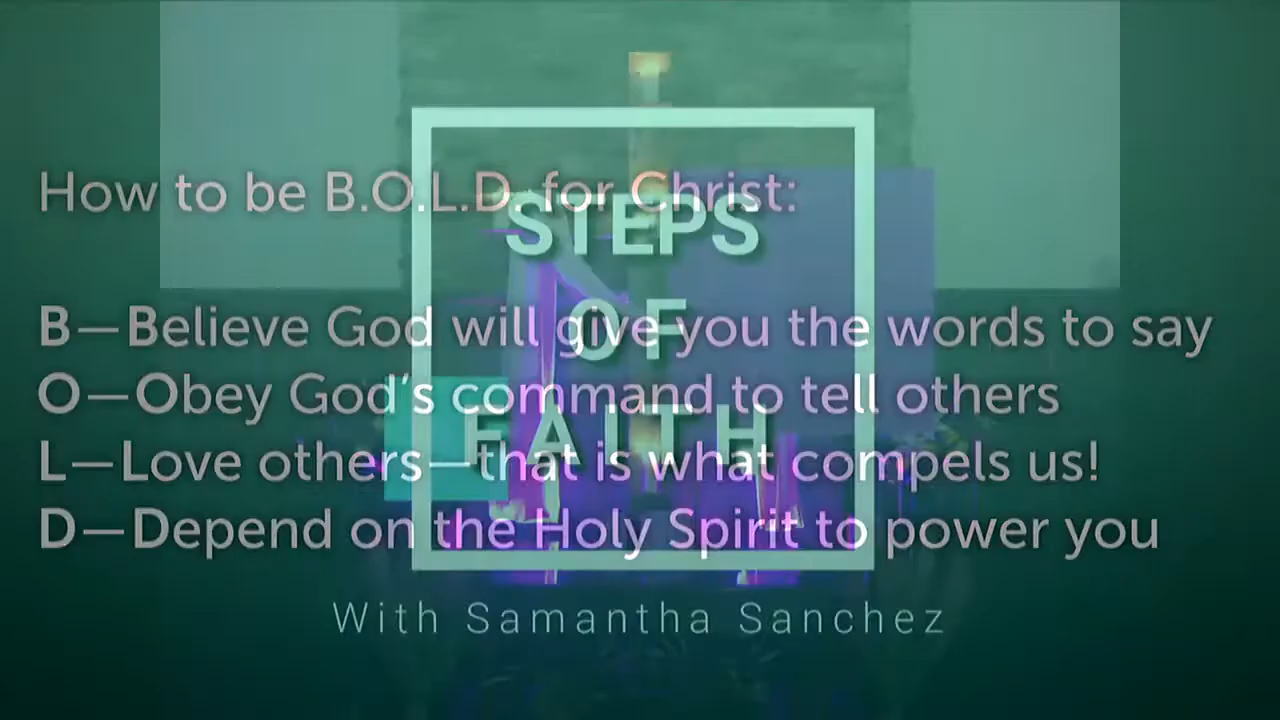 How to be B.O.L.D. for Christ:
STEPS
OF
FAITH
B—Believe God will give you the words to say
O—Obey God's command to tell others
L—Love others—that is what compels us!
D—Depend on the Holy Spirit to power you
With Samantha Sanchez